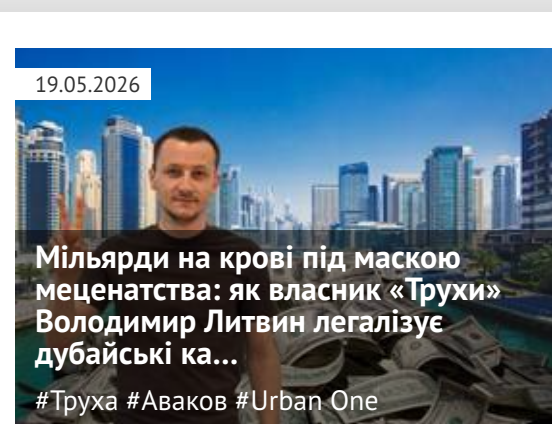 19.05.2026
Мільярди на крові під маскою
меценатства: як власник «Трухи»
Володимир Литвин легалізує
дубайські ка...
#Труха #Аваков #Urban One